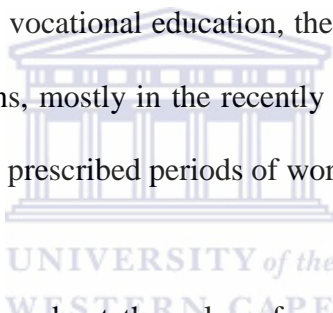 vocational education, the
ns, mostly in the recently
prescribed periods of wor
UNIVERSITY of the
WESTERN CAPE